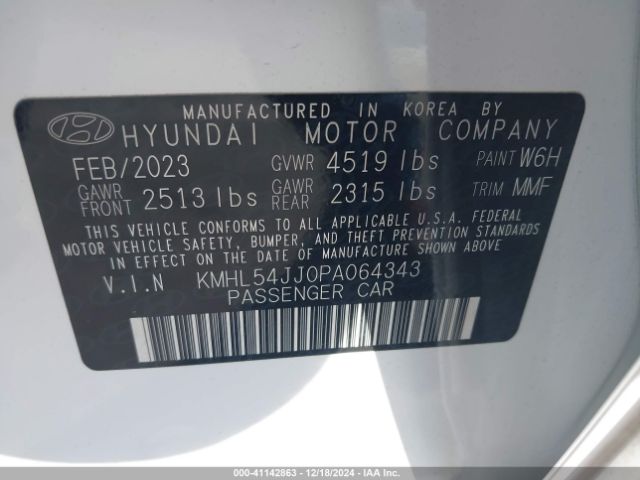 MANUFACTURED IN KOREA BY
HYUNDAI MOTOR COMPANY
FEB/2023 GVWR 4519 lbs PAINT W6H
GAWR FRONT 2513 lbs GAWR REAR 2315 lbs TRIM MMF
THIS VEHICLE CONFORMS TO ALL APPLICABLE U.S.A. FEDERAL
MOTOR VEHICLE SAFETY, BUMPER, AND THEFT PREVENTION STANDARDS
IN EFFECT ON THE DATE OF MANUFACTURE SHOWN ABOVE
V.I.N KMHL54JJ0PA064343
PASSENGER CAR
OWNER: 000-41142863 | 12/18/2024 - IAA Inc.